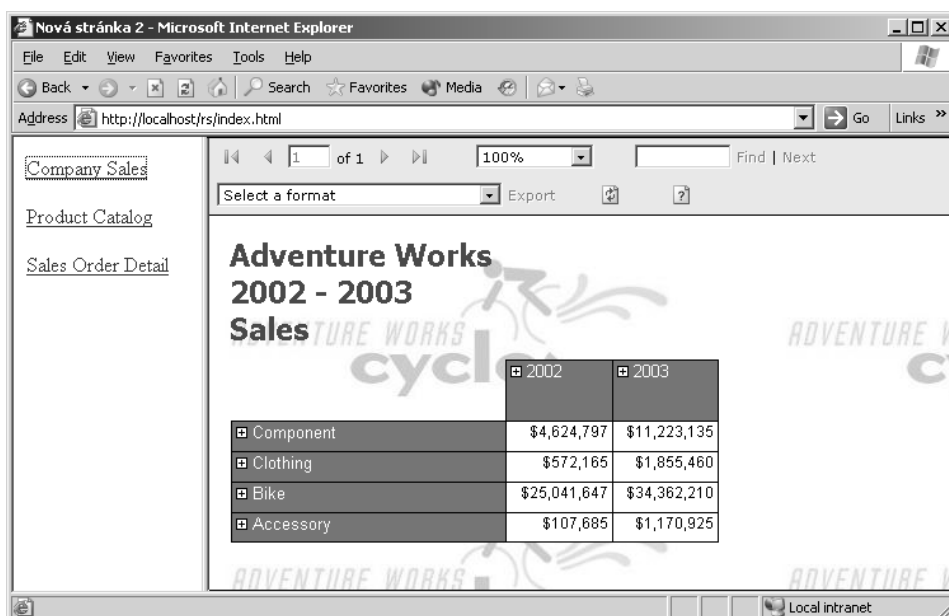 Nová stránka 2 - Microsoft Internet Explorer
File Edit View Favorites Tools Help
Back Search Favorites Media
Address http://localhost/rs/index.html Go Links »
1 of 1 100% Find | Next
Select a format Export
Company Sales
Product Catalog
Sales Order Detail
Adventure Works
2002 - 2003
Sales
ADVENTURE WORKS
cycles
2002 2003
Component $4,624,797 $11,223,135
Clothing $572,165 $1,855,460
Bike $25,041,647 $34,362,210
Accessory $107,685 $1,170,925
ADVENTURE WORKS
Local intranet